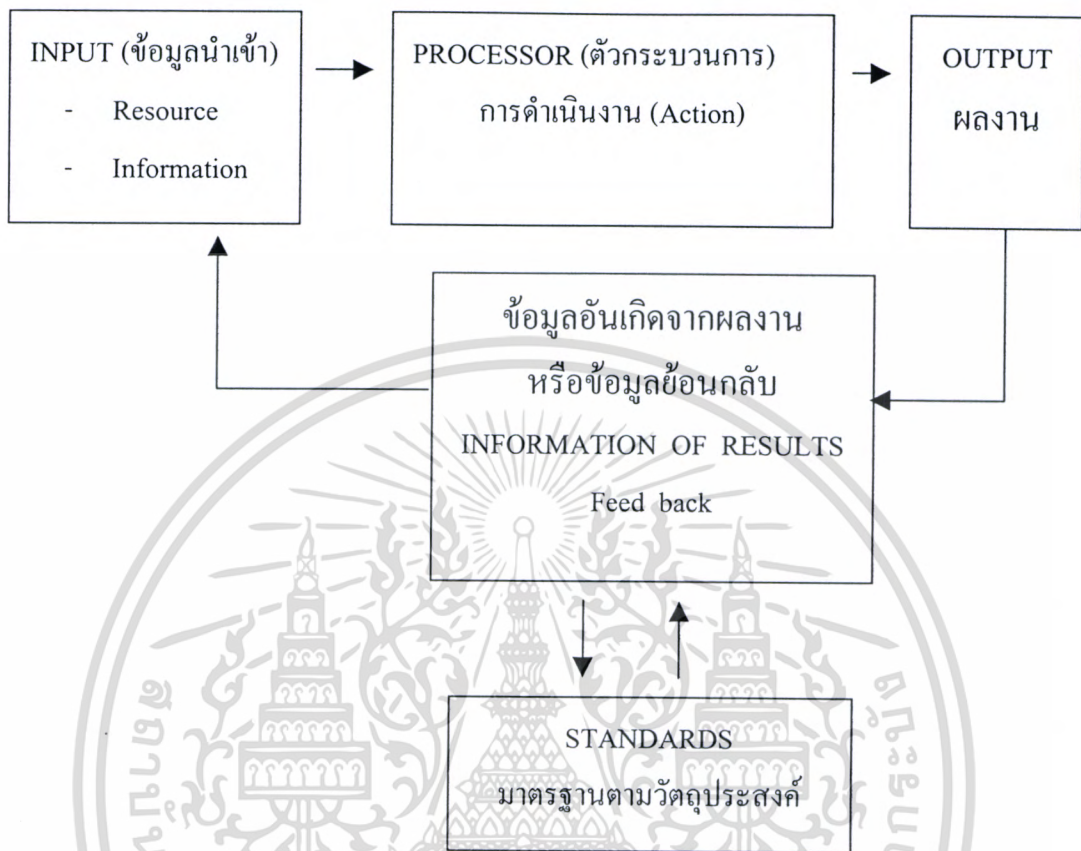 INPUT (ข้อมูลนำเข้า)
- Resource
- Information
PROCESSOR (ตัวกระบวนการ)
การดำเนินงาน (Action)
OUTPUT
ผลงาน
ข้อมูลอันเกิดจากผลงาน
หรือข้อมูลย้อนกลับ
INFORMATION OF RESULTS
Feed back
STANDARDS
มาตรฐานตามวัตถุประสงค์